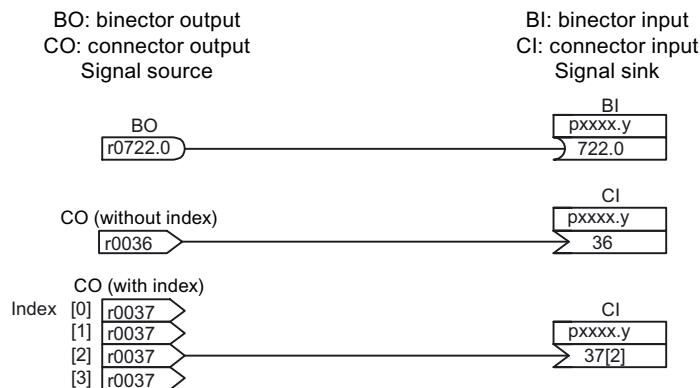 BO: binector output
CO: connector output
Signal source
BI: binector input
CI: connector input
Signal sink
BO
r0722.0
BI
pxxxx.y
722.0
CO (without index)
r0036
CI
pxxxx.y
36
CO (with index)
Index [0] r0037
[1] r0037
[2] r0037
[3] r0037
CI
pxxxx.y
37[2]